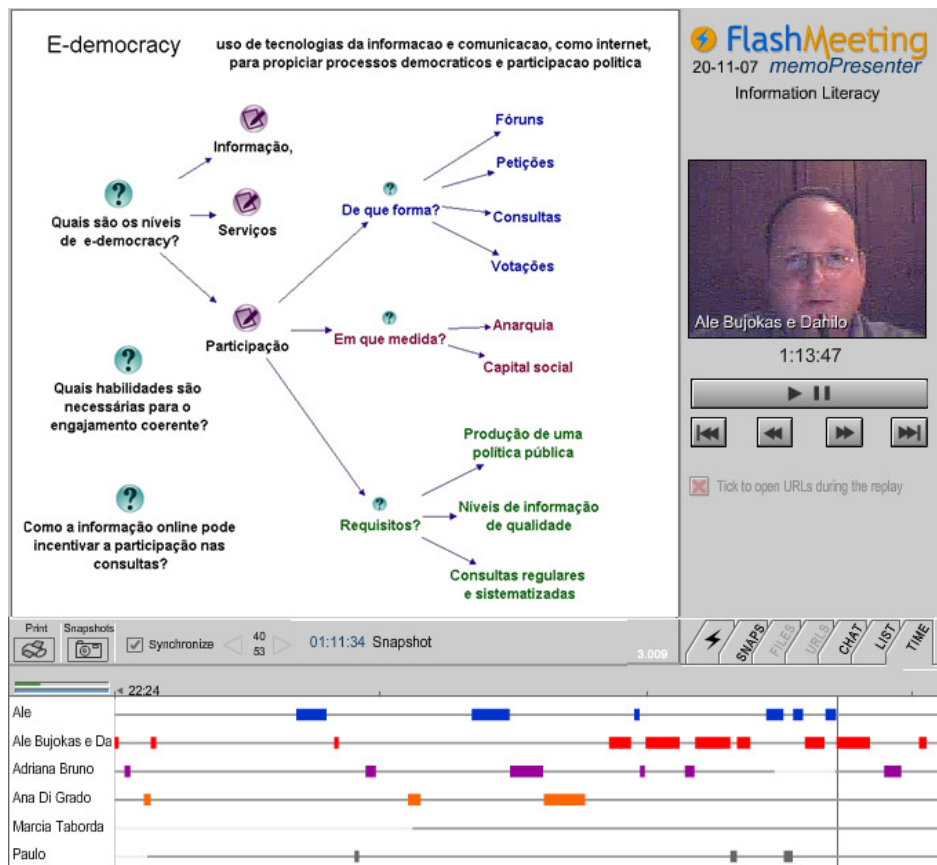 E-democracy
uso de tecnologias da informacao e comunicacao, como internet,
para propiciar processos democraticos e participacao politica
Informação,
Quais são os níveis
de e-democracy?
Serviços
Participação
De que forma?
Fóruns
Petições
Consultas
Votações
Em que medida?
Anarquia
Capital social
Quais habilidades são
necessárias para o
engajamento coerente?
Requisitos?
Produção de uma
política pública
Níveis de informação
de qualidade
Consultas regulares
e sistematizadas
Como a informação online pode
incentivar a participação nas
consultas?
FlashMeeting
20-11-07 memoPresenter
Information Literacy
Ale Bujokas e Danilo
1:13:47
Tick to open URLs during the replay
Print
Snapshots
Synchronize
40
53
01:11:34 Snapshot
3.009
SNAPS
FILES
URLS
CHAT
LIST
TIME
22:24
Ale
Ale Bujokas e Da
Adriana Bruno
Ana Di Grado
Marcia Taborda
Paulo